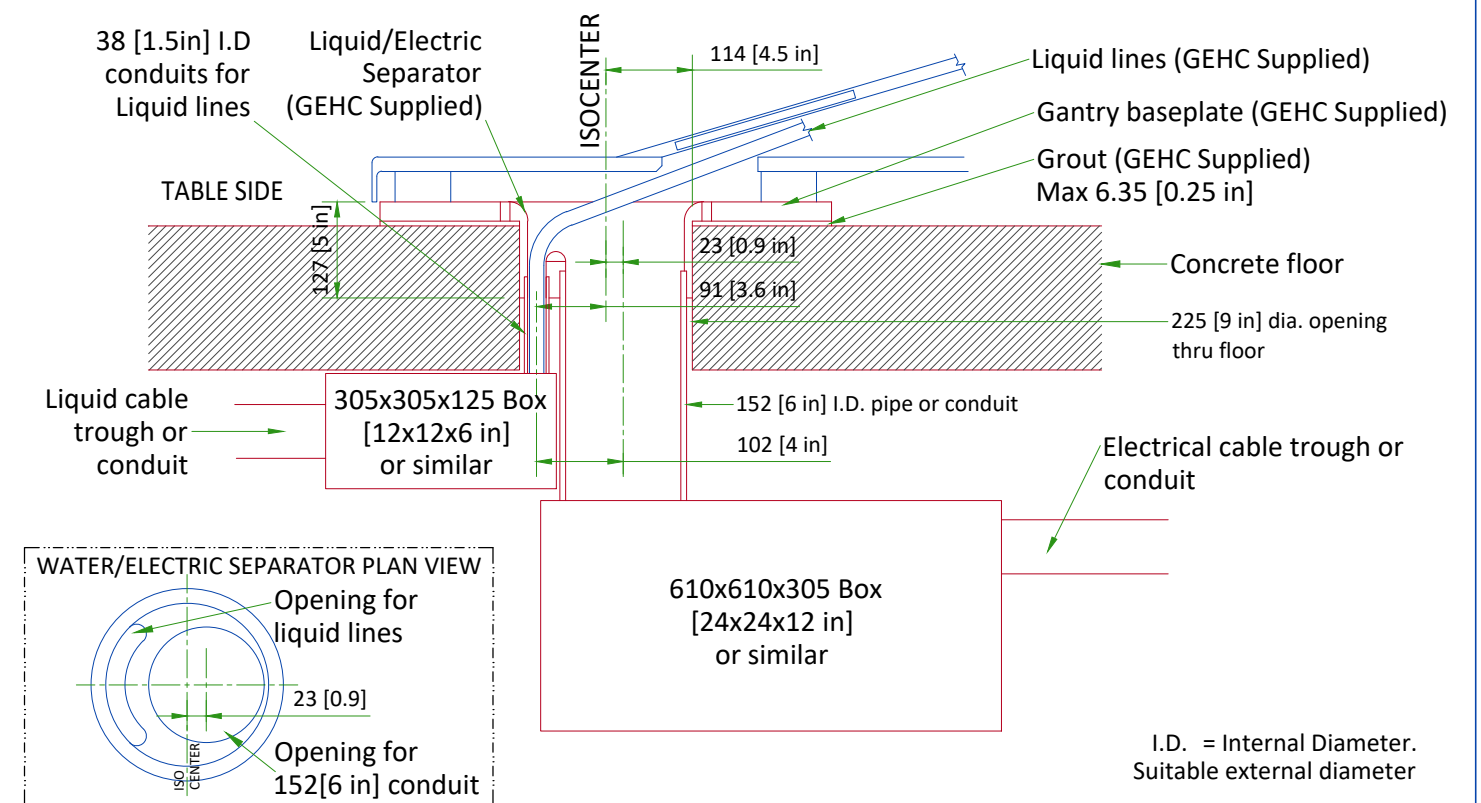 38 [1.5in] I.D
conduits for
Liquid lines
Liquid/Electric
Separator
(GEHC Supplied)
ISOCENTER
114 [4.5 in]
Liquid lines (GEHC Supplied)
Gantry baseplate (GEHC Supplied)
Grout (GEHC Supplied)
Max 6.35 [0.25 in]
TABLE SIDE
127 [5 in]
23 [0.9 in]
91 [3.6 in]
Concrete floor
225 [9 in] dia. opening
thru floor
Liquid cable
trough or
conduit
305x305x125 Box
[12x12x6 in]
or similar
152 [6 in] I.D. pipe or conduit
102 [4 in]
Electrical cable trough or
conduit
610x610x305 Box
[24x24x12 in]
or similar
WATER/ELECTRIC SEPARATOR PLAN VIEW
Opening for
liquid lines
23 [0.9]
ISO
CENTER
Opening for
152[6 in] conduit
I.D. = Internal Diameter.
Suitable external diameter